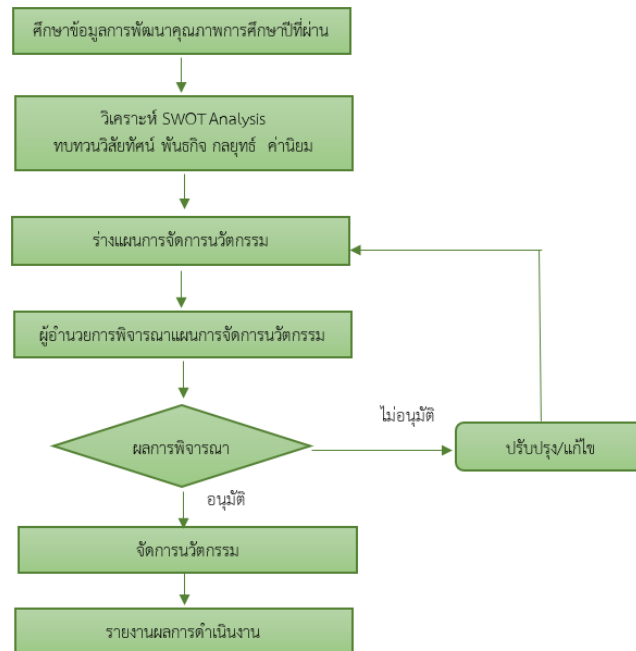 ศึกษาข้อมูลการพัฒนาคุณภาพการศึกษาปีที่ผ่าน
วิเคราะห์ SWOT Analysis
ทบทวนวิสัยทัศน์ พันธกิจ กลยุทธ์ ค่านิยม
ร่างแผนการจัดการนวัตกรรม
ผู้อำนวยการพิจารณาแผนการจัดการนวัตกรรม
ไม่อนุมัติ
ผลการพิจารณา
ปรับปรุง/แก้ไข
อนุมัติ
จัดการนวัตกรรม
รายงานผลการดำเนินงาน